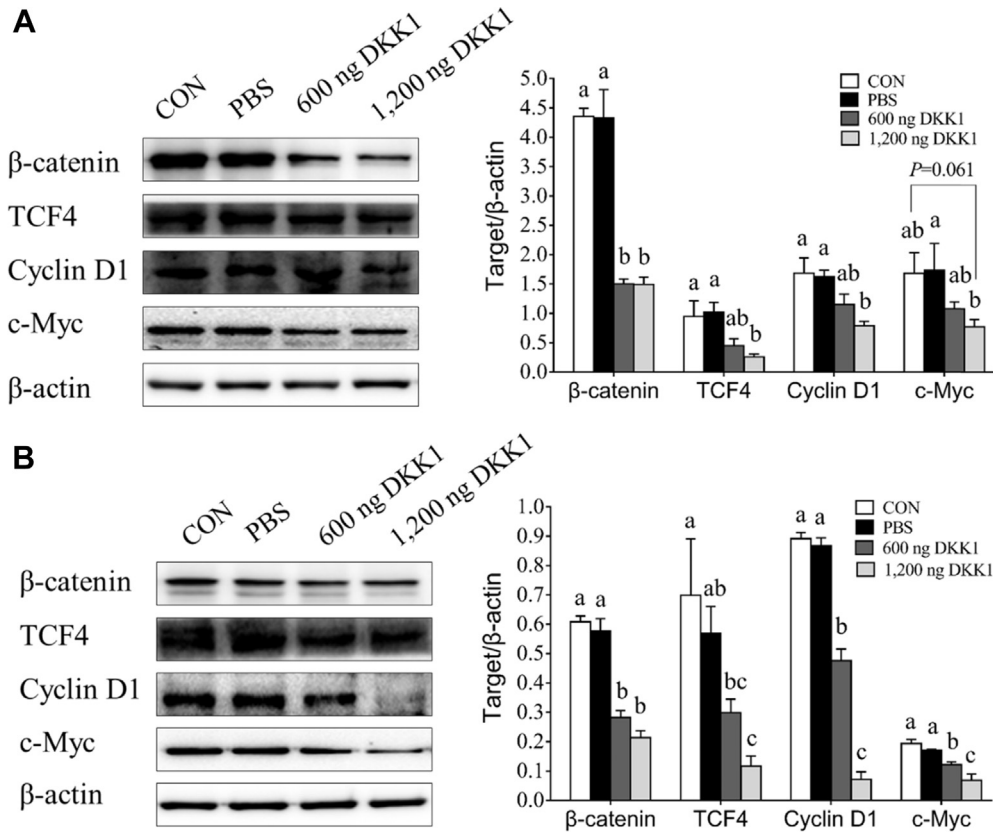 A
CON
PBS
600 ng DKK1
1,200 ng DKK1
β-catenin
TCF4
Cyclin D1
c-Myc
β-actin
Target/β-actin
5.0
4.5
4.0
3.5
3.0
2.5
2.0
1.5
1.0
0.5
0.0
a a b b
a a ab b
a a ab b
ab a ab b
P=0.061
CON
PBS
600 ng DKK1
1,200 ng DKK1
β-catenin TCF4 Cyclin D1 c-Myc
B
CON
PBS
600 ng DKK1
1,200 ng DKK1
β-catenin
TCF4
Cyclin D1
c-Myc
β-actin
Target/β-actin
1.0
0.9
0.8
0.7
0.6
0.5
0.4
0.3
0.2
0.1
0.0
a a b b
a ab bc c
a a b c
a a b c
CON
PBS
600 ng DKK1
1,200 ng DKK1
β-catenin TCF4 Cyclin D1 c-Myc